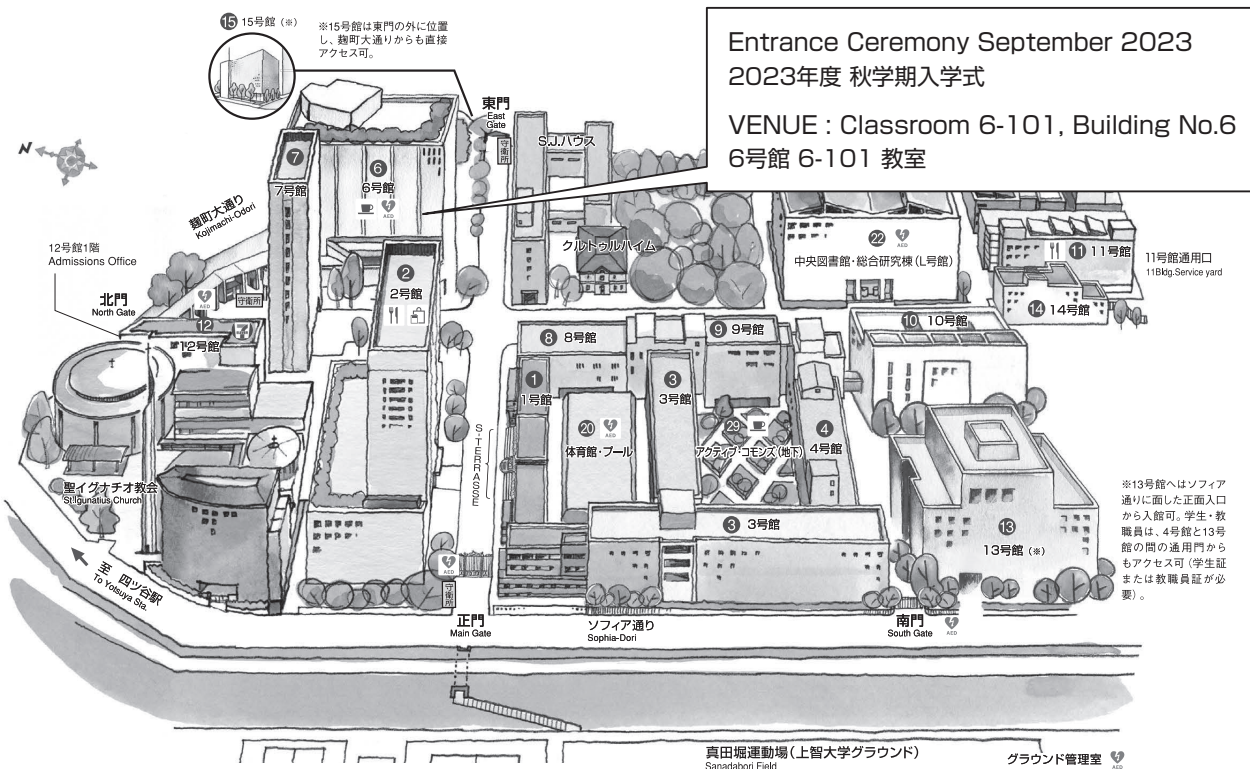 ⑮ 15号館 (※)
※15号館は東門の外に位置
し、麹町大通りからも直接
アクセス可。
Entrance Ceremony September 2023
2023年度 秋学期入学式
VENUE : Classroom 6-101, Building No.6
6号館 6-101 教室
東門
East
Gate
守衛所
S.J.ハウス
N
⑦
7号館
⑥
6号館
AED
麹町大通り
Kojimachi-Odori
12号館1階
Admissions Office
北門
North Gate
AED
守衛所
⑫
12号館
②
2号館
クルトゥルハイム
㉒
AED
中央図書館・総合研究棟(L号館)
⑪ 11号館
11号館通用口
11Bldg.Service yard
⑭ 14号館
⑩ 10号館
⑧ 8号館
⑨ 9号館
①
1号館
③
3号館
⑳
AED
体育館・プール
㉙
アクティブ・コモンズ(地下)
④
4号館
S-TERRASSE
聖イグナチオ教会
St.Ignatius Church
至 四ツ谷駅
To Yotsuya Sta.
③ 3号館
⑬
13号館 (※)
※13号館へはソフィア
通りに面した正面入口
から入館可。学生・教
職員は、4号館と13号
館の間の通用門から
もアクセス可(学生証
または教職員証が必
要)。
AED
守衛所
正門
Main Gate
ソフィア通り
Sophia-Dori
南門
South Gate
AED
真田堀運動場(上智大学グラウンド)
Sanadabori Field
グラウンド管理室
AED